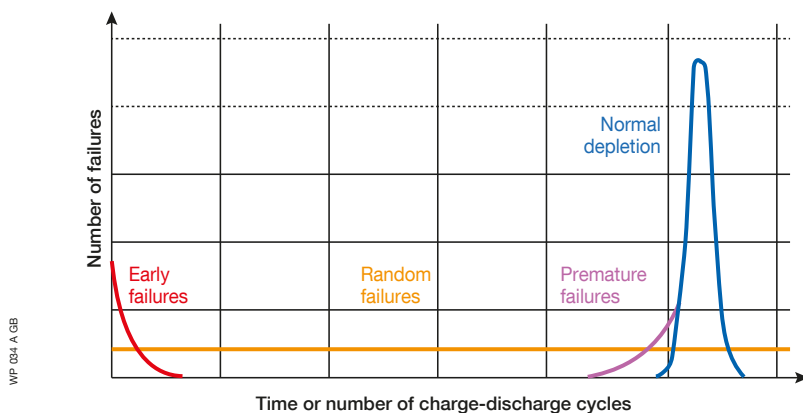 Number of failures
Normal
depletion
Early
failures
Random
failures
Premature
failures
WP 034 A GB
Time or number of charge-discharge cycles